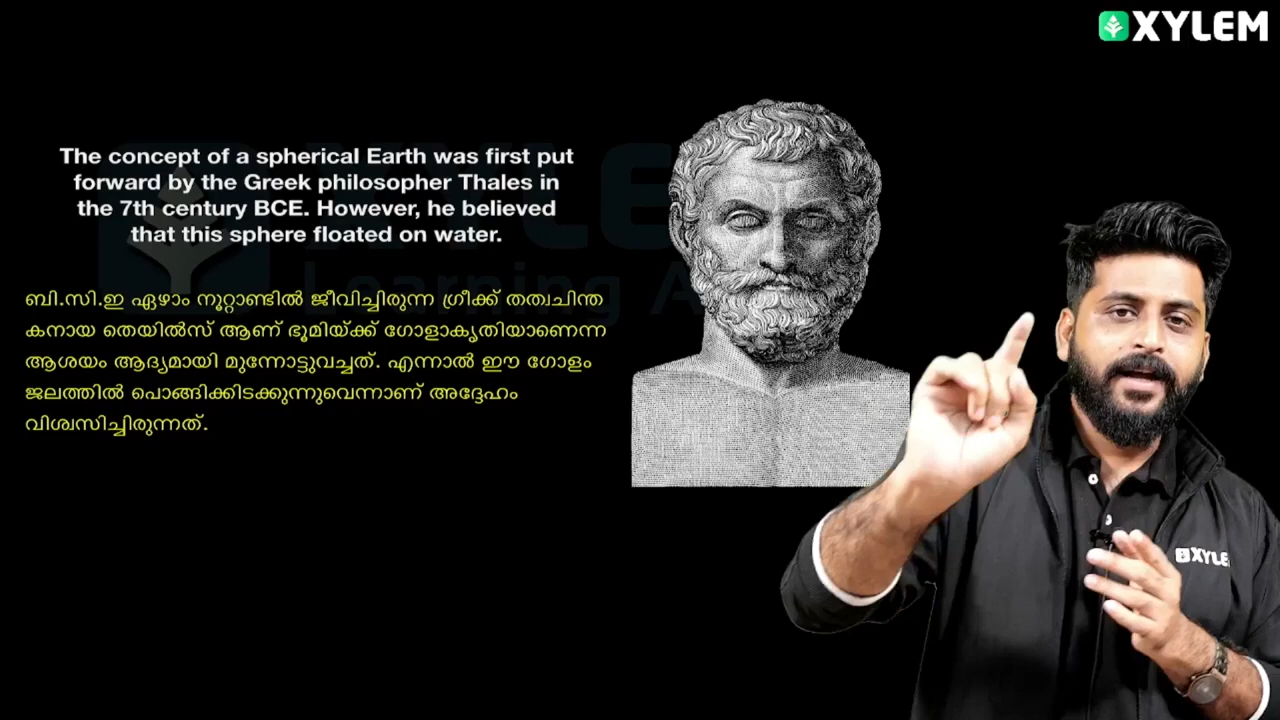 XYLEM
The concept of a spherical Earth was first put
forward by the Greek philosopher Thales in
the 7th century BCE. However, he believed
that this sphere floated on water.
ബി.സി.ഇ ഏഴാം നൂറ്റാണ്ടിൽ ജീവിച്ചിരുന്ന ഗ്രീക്ക് തത്വചിന്ത
കനായ തെയിൽസ് ആണ് ഭൂമിയ്ക്ക് ഗോളാകൃതിയാണെന്ന
ആശയം ആദ്യമായി മുന്നോട്ടുവച്ചത്. എന്നാൽ ഈ ഗോളം
ജലത്തിൽ പൊങ്ങിക്കിടക്കുന്നുവെന്നാണ് അദ്ദേഹം
വിശ്വസിച്ചിരുന്നത്.
XYLE
Learning A
XYLEM